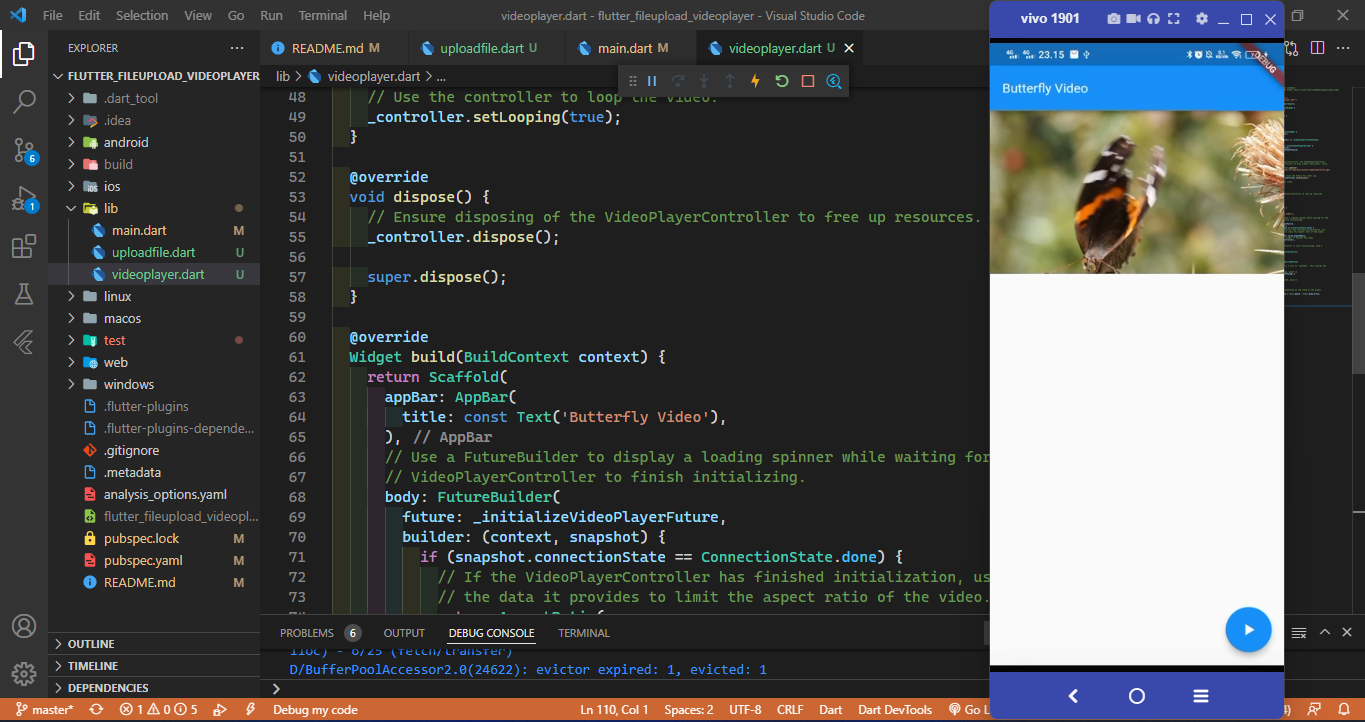 File Edit Selection View Go Run Terminal Help
videoplayer.dart - flutter_fileupload_videoplayer - Visual Studio Code
vivo 1901
EXPLORER
README.md M
uploadfile.dart U
main.dart M
videoplayer.dart U
lib > videoplayer.dart > ...
FLUTTER_FILEUPLOAD_VIDEOPLAYER
.dart_tool
.idea
android
build
ios
lib
main.dart M
uploadfile.dart U
videoplayer.dart U
linux
macos
test
web
windows
.flutter-plugins
.flutter-plugins-depende...
.gitignore
.metadata
analysis_options.yaml
flutter_fileupload_videopl...
pubspec.lock M
pubspec.yaml M
README.md M
OUTLINE
TIMELINE
DEPENDENCIES
6
1
48 // Use the controller to loop the video.
49 _controller.setLooping(true);
50 }
51
52 @override
53 void dispose() {
54 // Ensure disposing of the VideoPlayerController to free up resources.
55 _controller.dispose();
56
57 super.dispose();
58 }
59
60 @override
61 Widget build(BuildContext context) {
62 return Scaffold(
63 appBar: AppBar(
64 title: const Text('Butterfly Video'),
65 ), // AppBar
66 // Use a FutureBuilder to display a loading spinner while waiting for
67 // VideoPlayerController to finish initializing.
68 body: FutureBuilder(
69 future: _initializeVideoPlayerFuture,
70 builder: (context, snapshot) {
71 if (snapshot.connectionState == ConnectionState.done) {
72 // If the VideoPlayerController has finished initialization, us
73 // the data it provides to limit the aspect ratio of the video.
PROBLEMS 6 OUTPUT DEBUG CONSOLE TERMINAL
lloc) - 6/25 (fetch/transfer)
D/BufferPoolAccessor2.0(24622): evictor expired: 1, evicted: 1
23.15
DEBUG
Butterfly Video
master* 1 0 5 Debug my code Ln 110, Col 1 Spaces: 2 UTF-8 CRLF Dart Dart DevTools Go L